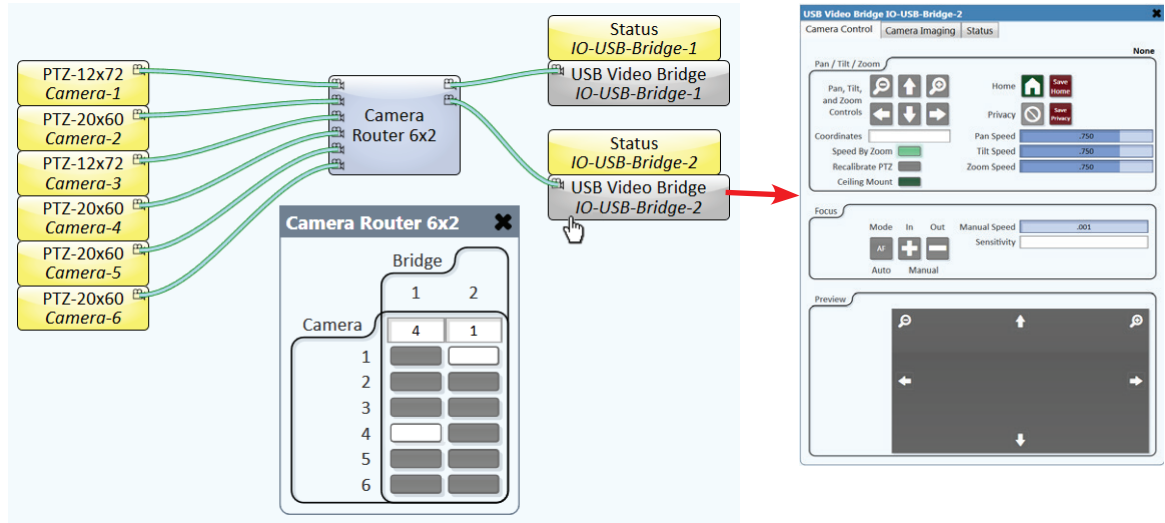 PTZ-12x72
Camera-1
PTZ-20x60
Camera-2
PTZ-12x72
Camera-3
PTZ-20x60
Camera-4
PTZ-20x60
Camera-5
PTZ-20x60
Camera-6
Camera
Router 6x2
Status
IO-USB-Bridge-1
USB Video Bridge
IO-USB-Bridge-1
Status
IO-USB-Bridge-2
USB Video Bridge
IO-USB-Bridge-2
Camera Router 6x2
Bridge
1 2
Camera
4 1
1
2
3
4
5
6
USB Video Bridge IO-USB-Bridge-2
Camera Control Camera Imaging Status
None
Pan / Tilt / Zoom
Pan, Tilt,
and Zoom
Controls
Home
Save
Home
Privacy
Save
Privacy
Coordinates
Pan Speed .750
Speed By Zoom
Tilt Speed .750
Recalibrate PTZ
Zoom Speed .750
Ceiling Mount
Focus
Mode In Out Manual Speed .001
AF
Sensitivity
Auto Manual
Preview